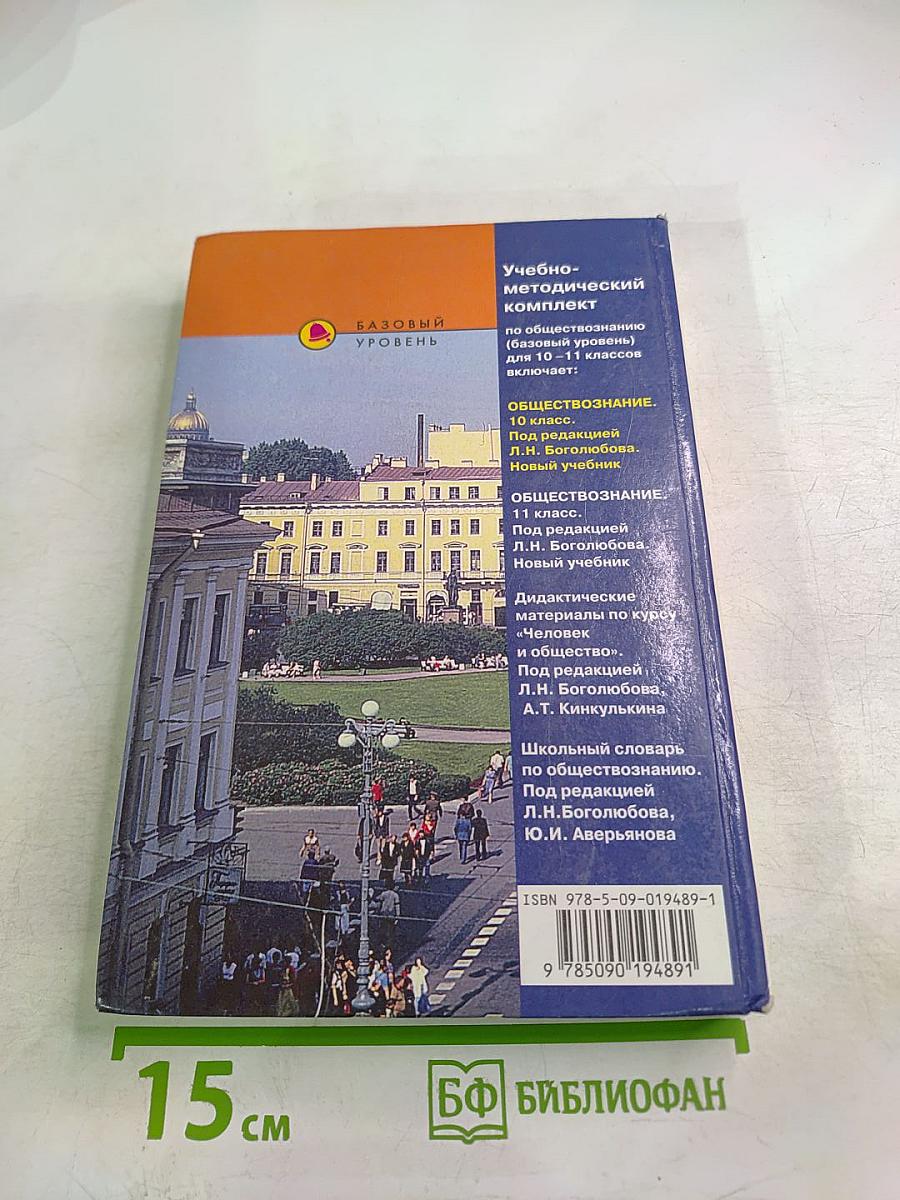 БАЗОВЫЙ
УРОВЕНЬ
Учебно-
методический
комплект
по обществознанию
(базовый уровень)
для 10–11 классов
включает:
ОБЩЕСТВОЗНАНИЕ.
10 класс.
Под редакцией
Л.Н. Боголюбова.
Новый учебник
ОБЩЕСТВОЗНАНИЕ.
11 класс.
Под редакцией
Л.Н. Боголюбова.
Новый учебник
Дидактические
материалы по курсу
«Человек
и общество».
Под редакцией
Л.Н. Боголюбова,
А.Т. Кинкулькина
Школьный словарь
по обществознанию.
Под редакцией
Л.Н.Боголюбова,
Ю.И. Аверьянова
ISBN 978-5-09-019489-1
9 785090 194891
15 см
БФ БИБЛИОФАН